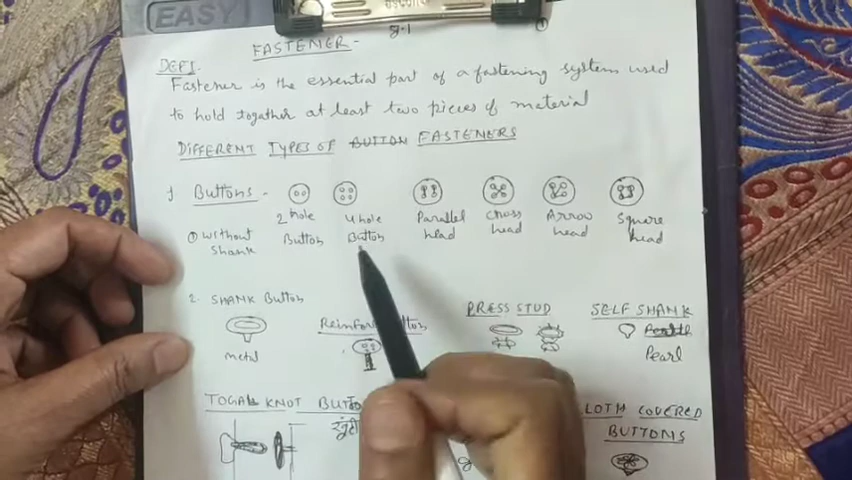 EASY
g-1
FASTENER -
DEFI.
Fastener is the essential part of a fastening system used
to hold together at least two pieces of material
DIFFERENT TYPES OF BUTTON FASTENERS
1 Buttons -
2 hole Button
4 hole Button
Parallel head
Cross head
Arrow head
Square head
① without Shank
2. SHANK Button
metal
PRESS STUD
SELF SHANK
Pearl
TOGAL KNOT
COVERED
BUTTONS